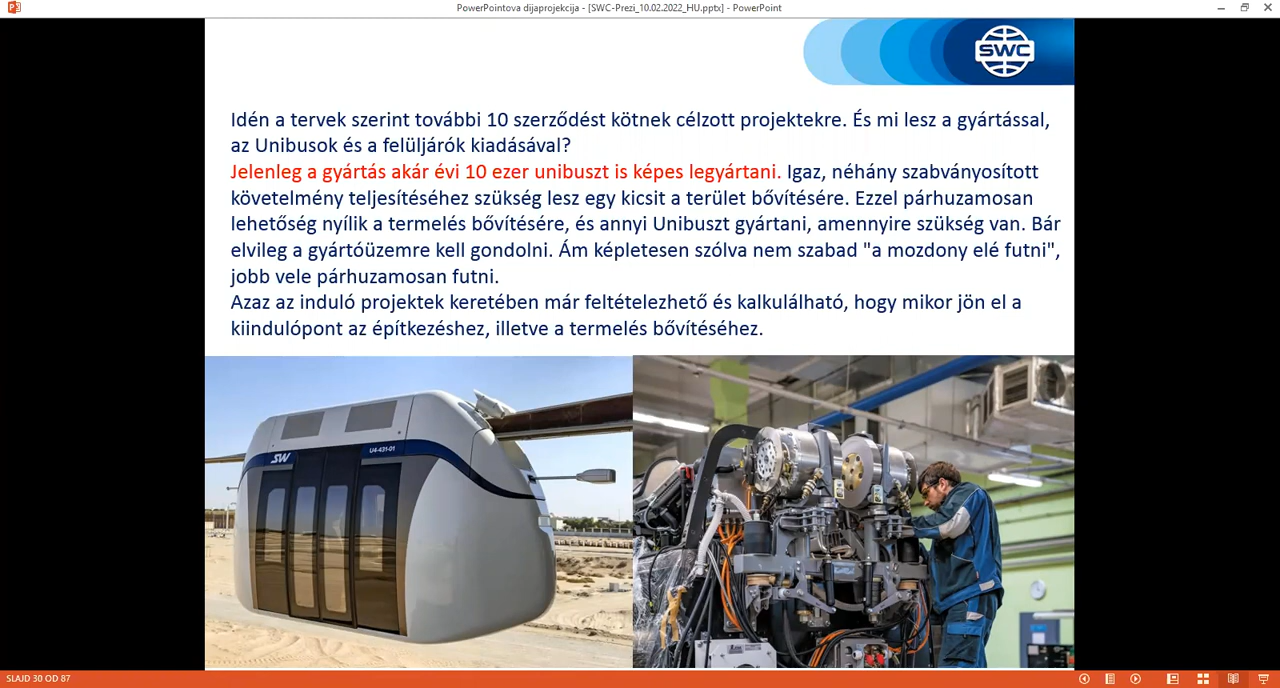 PowerPointova dijaprojekcija - [SWC-Prezi_10.02.2022_HU.pptx] - PowerPoint
SWC
Idén a tervek szerint további 10 szerződést kötnek célzott projektekre. És mi lesz a gyártással,
az Unibusok és a felüljárók kiadásával?
Jelenleg a gyártás akár évi 10 ezer unibuszt is képes legyártani. Igaz, néhány szabványosított
követelmény teljesítéséhez szükség lesz egy kicsit a terület bővítésére. Ezzel párhuzamosan
lehetőség nyílik a termelés bővítésére, és annyi Unibuszt gyártani, amennyire szükség van. Bár
elvileg a gyártóüzemre kell gondolni. Ám képletesen szólva nem szabad "a mozdony elé futni",
jobb vele párhuzamosan futni.
Azaz az induló projektek keretében már feltételezhető és kalkulálható, hogy mikor jön el a
kiindulópont az építkezéshez, illetve a termelés bővítéséhez.
SW
U4-431-01
SLAJD 30 OD 87